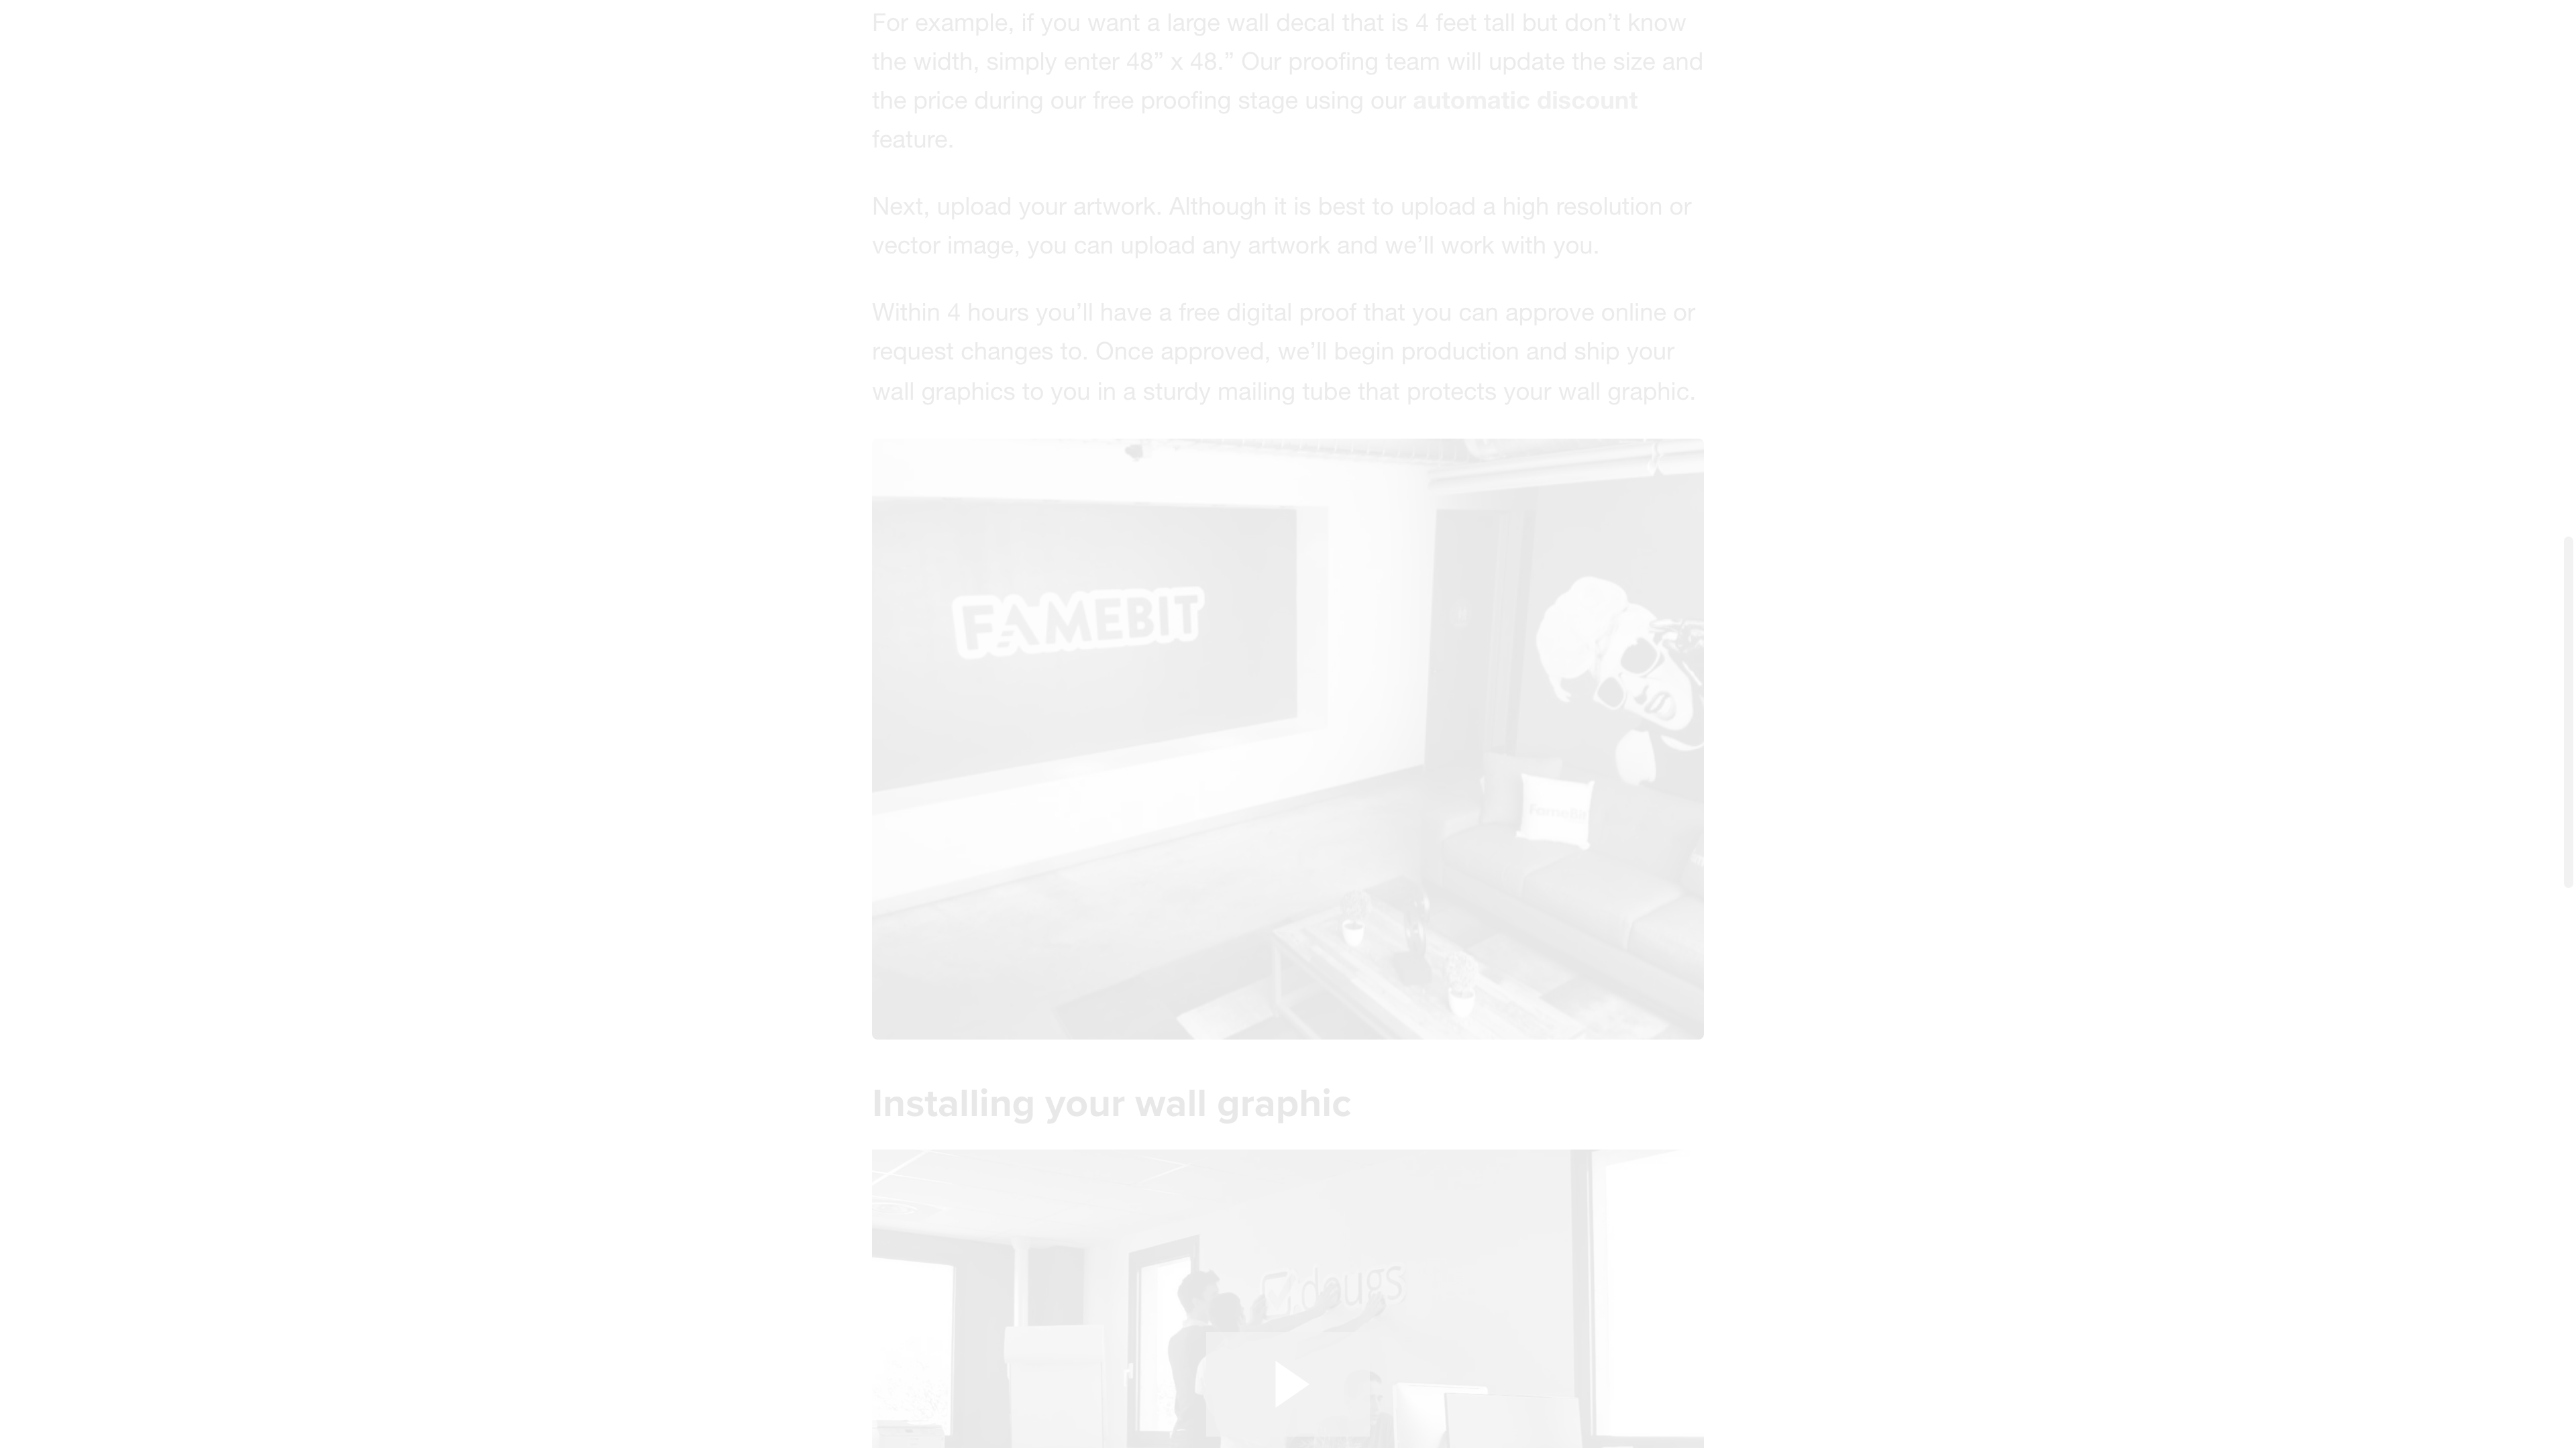 For example, if you want a large wall decal that is 4 feet tall but don’t know
the width, simply enter 48” x 48.” Our proofing team will update the size and
the price during our free proofing stage using our automatic discount
feature.
Next, upload your artwork. Although it is best to upload a high resolution or
vector image, you can upload any artwork and we’ll work with you.
Within 4 hours you’ll have a free digital proof that you can approve online or
request changes to. Once approved, we’ll begin production and ship your
wall graphics to you in a sturdy mailing tube that protects your wall graphic.
FAMEBIT
FameBit
Installing your wall graphic
dougs